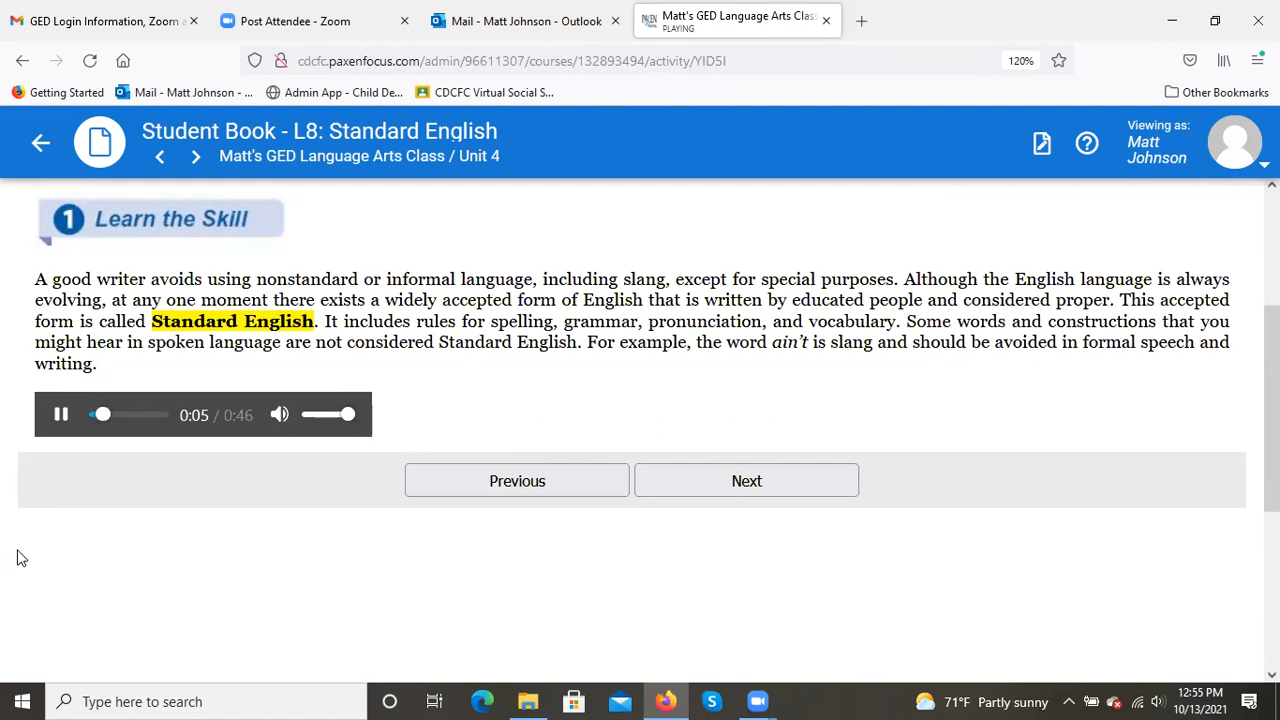 GED Login Information, Zoom a
Post Attendee - Zoom
Mail - Matt Johnson - Outlook
Matt's GED Language Arts Class
PLAYING
cdcfc.paxenfocus.com/admin/96611307/courses/132893494/activity/YID5I
120%
Getting Started
Mail - Matt Johnson - ...
Admin App - Child De...
CDCFC Virtual Social S...
Other Bookmarks
Student Book - L8: Standard English
Matt's GED Language Arts Class / Unit 4
Viewing as:
Matt
Johnson
1 Learn the Skill
A good writer avoids using nonstandard or informal language, including slang, except for special purposes. Although the English language is always
evolving, at any one moment there exists a widely accepted form of English that is written by educated people and considered proper. This accepted
form is called Standard English. It includes rules for spelling, grammar, pronunciation, and vocabulary. Some words and constructions that you
might hear in spoken language are not considered Standard English. For example, the word ain't is slang and should be avoided in formal speech and
writing.
0:05 / 0:46
Previous
Next
Type here to search
71°F Partly sunny
12:55 PM
10/13/2021